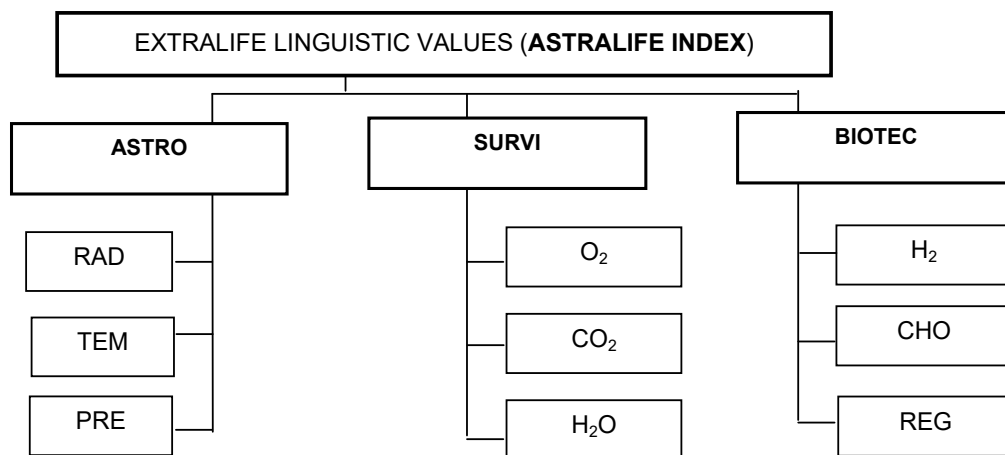 EXTRALIFE LINGUISTIC VALUES (ASTRALIFE INDEX)
ASTRO
SURVI
BIOTEC
RAD
TEM
PRE
O₂
CO₂
H₂O
H₂
CHO
REG